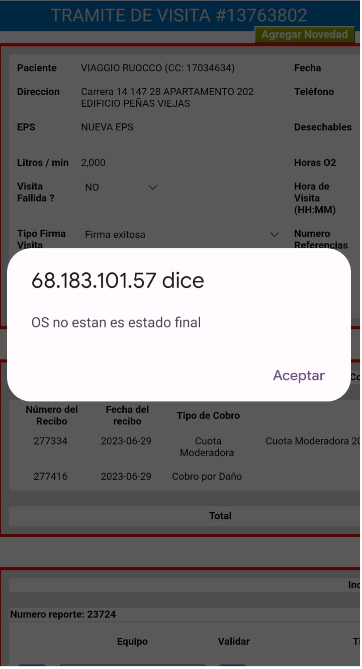 TRAMITE DE VISITA #13763802
Agregar Novedad
Paciente VIAGGIO RUOCCO (CC: 17034634) Fecha
Direccion Carrera 14 147 28 APARTAMENTO 202 Teléfono
EDIFICIO PEÑAS VIEJAS
EPS NUEVA EPS Desechables
Litros / min 2,000 Horas O2
Visita NO Hora de
Fallida ? Visita
(HH:MM)
Tipo Firma Firma exitosa Numero
Visita Referencias
68.183.101.57 dice
OS no estan es estado final
Aceptar
Número del Fecha del Tipo de Cobro
Recibo recibo
277334 2023-06-29 Cuota Cuota Moderadora 20
Moderadora
277416 2023-06-29 Cobro por Daño
Total
Inc
Numero reporte: 23724
Equipo Validar